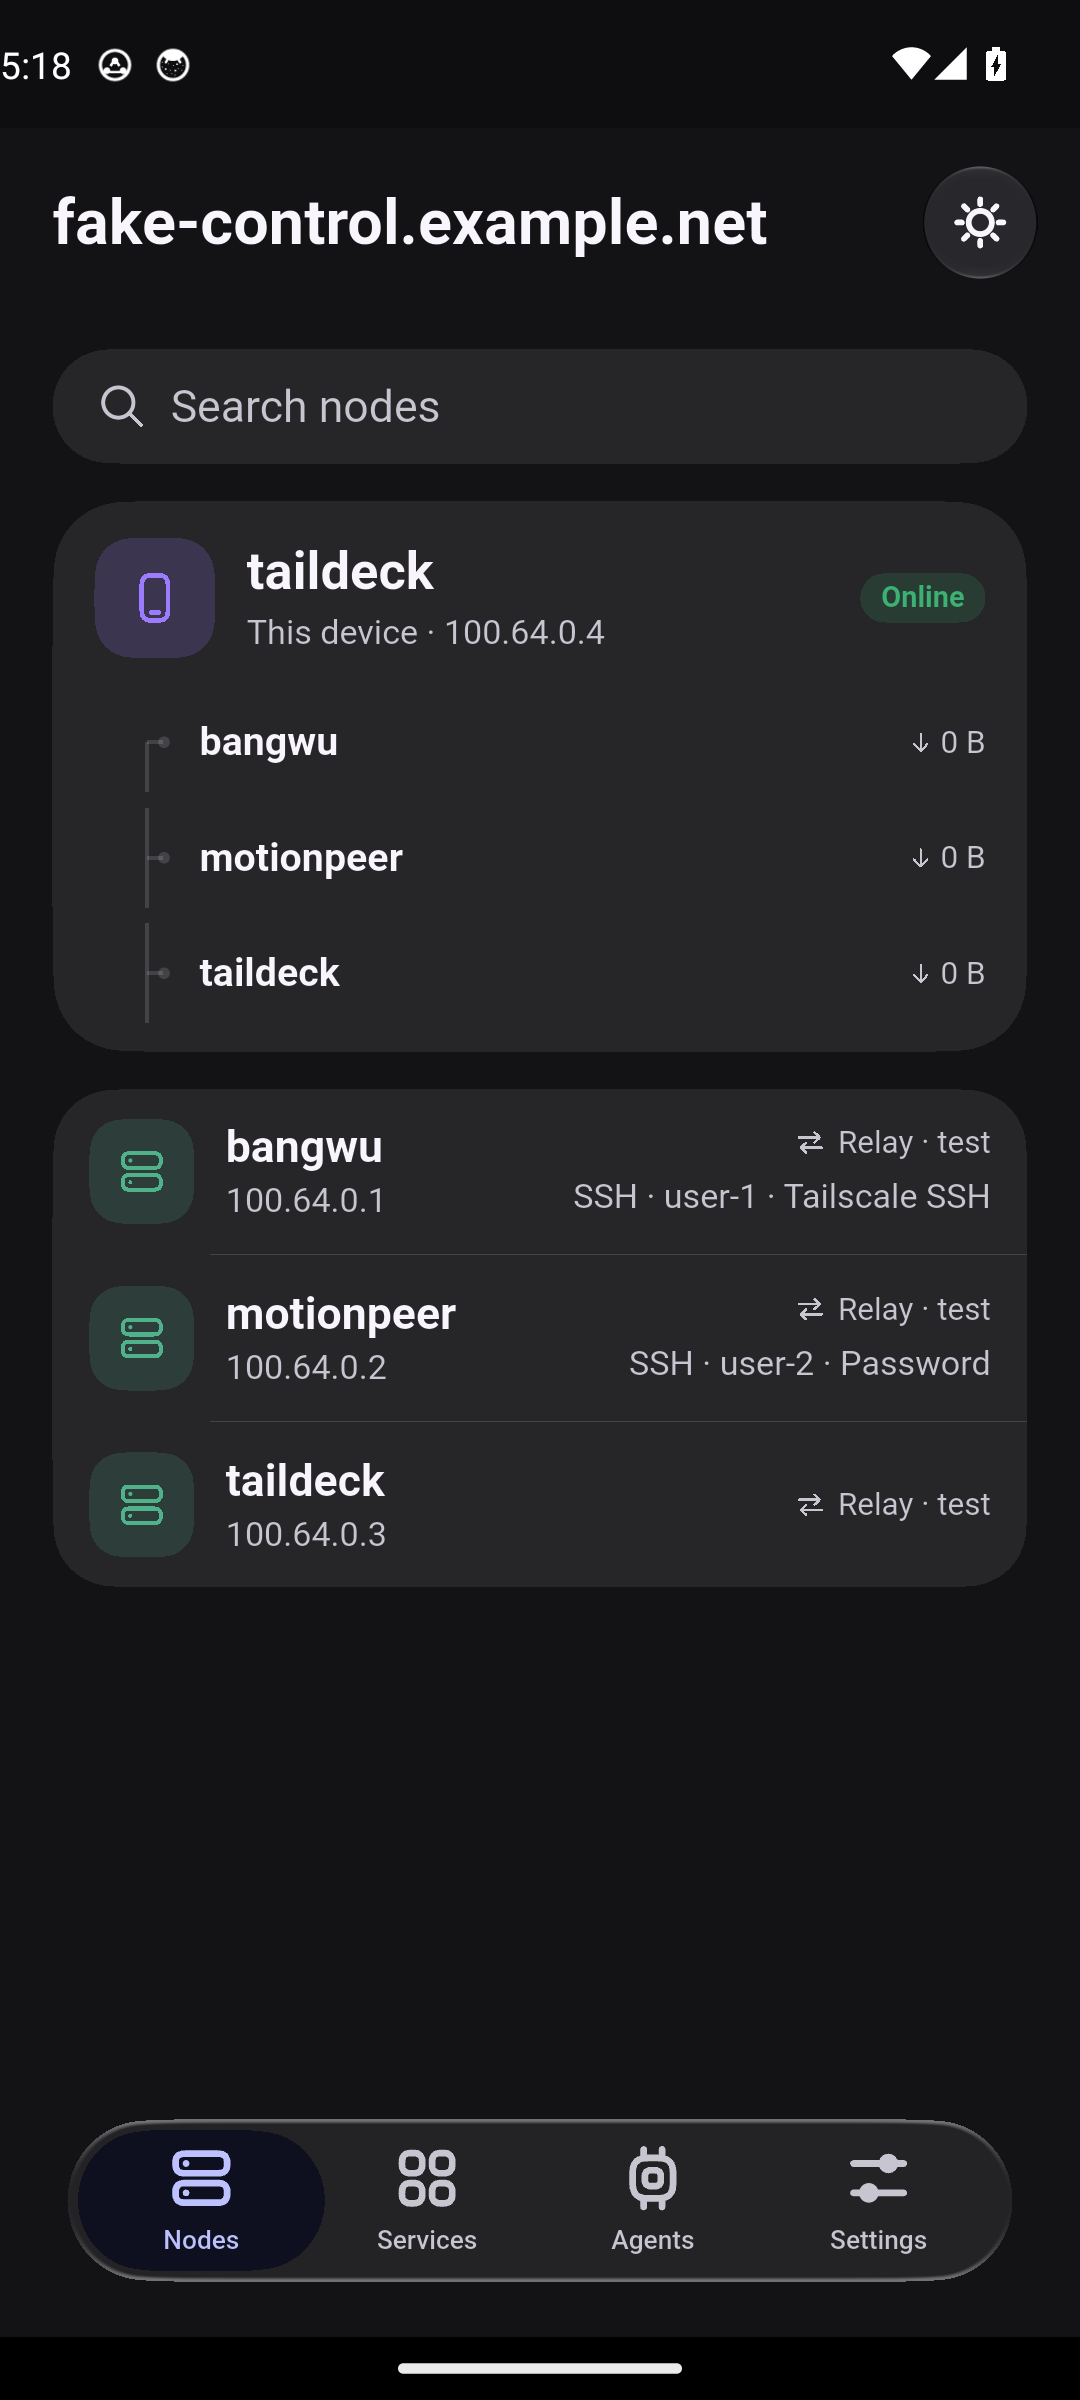 5:18
fake-control.example.net
Search nodes
taildeck
This device · 100.64.0.4
Online
bangwu
↓ 0 B
motionpeer
↓ 0 B
taildeck
↓ 0 B
bangwu
100.64.0.1
Relay · test
SSH · user-1 · Tailscale SSH
motionpeer
100.64.0.2
Relay · test
SSH · user-2 · Password
taildeck
100.64.0.3
Relay · test
Nodes
Services
Agents
Settings